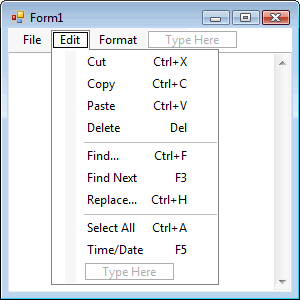 Form1
File Edit Format Type Here
Cut Ctrl+X
Copy Ctrl+C
Paste Ctrl+V
Delete Del
Find... Ctrl+F
Find Next F3
Replace... Ctrl+H
Select All Ctrl+A
Time/Date F5
Type Here